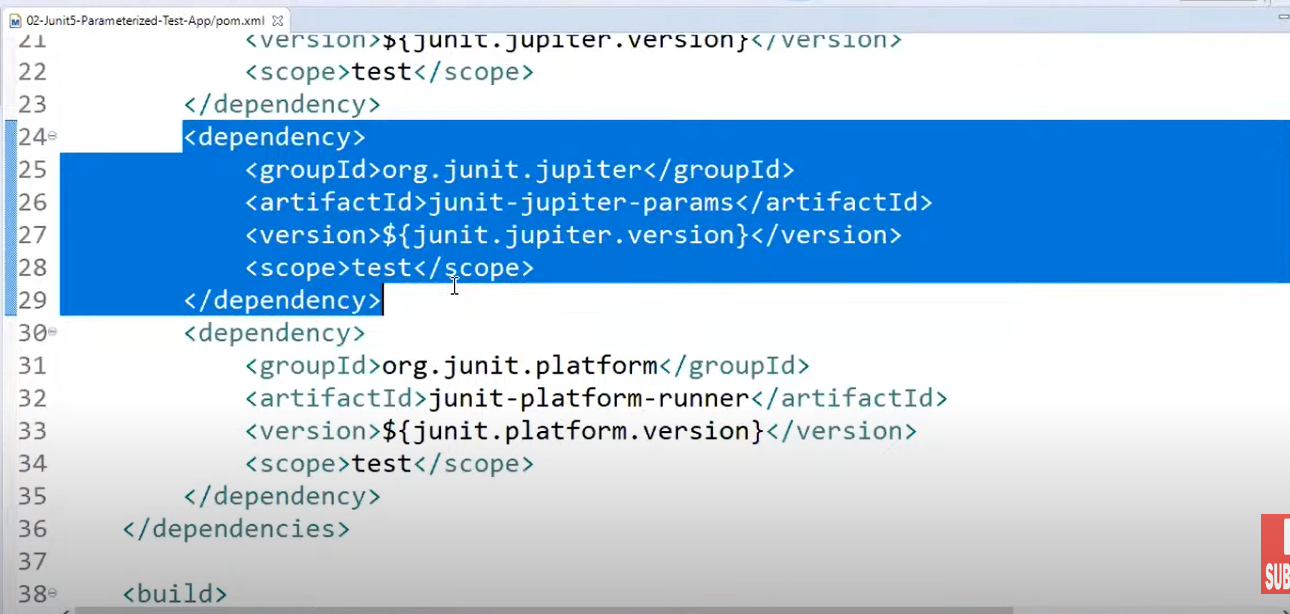 02-Junit5-Parameterized-Test-App/pom.xml
21 <version>${junit.jupiter.version}</version>
22 <scope>test</scope>
23 </dependency>
24 <dependency>
25 <groupId>org.junit.jupiter</groupId>
26 <artifactId>junit-jupiter-params</artifactId>
27 <version>${junit.jupiter.version}</version>
28 <scope>test</scope>
29 </dependency>
30 <dependency>
31 <groupId>org.junit.platform</groupId>
32 <artifactId>junit-platform-runner</artifactId>
33 <version>${junit.platform.version}</version>
34 <scope>test</scope>
35 </dependency>
36 </dependencies>
37
38 <build>
SUB